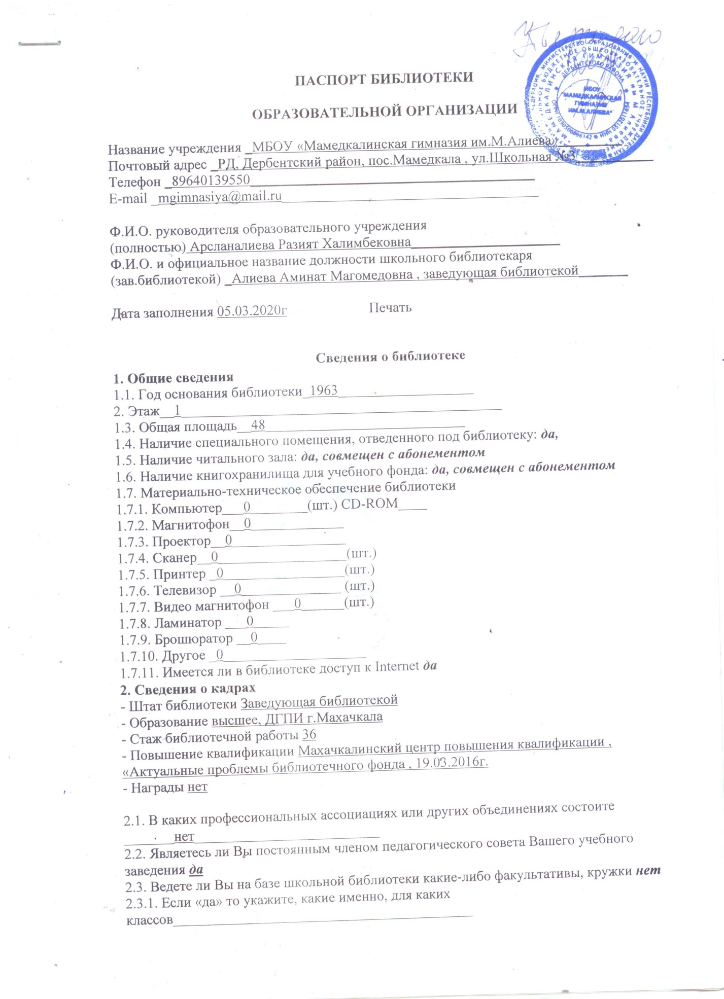 Утверждаю
ПАСПОРТ БИБЛИОТЕКИ
ОБРАЗОВАТЕЛЬНОЙ ОРГАНИЗАЦИИ
МБОУ
"МАМЕДКАЛИНСКАЯ
ГИМНАЗИЯ
ИМ.М.АЛИЕВА"
ДЕРБЕНТСКОГО РАЙОНА
Название учреждения _МБОУ «Мамедкалинская гимназия им.М.Алиева»
Почтовый адрес _РД, Дербентский район, пос.Мамедкала , ул.Школьная №3
Телефон _89640139550
E-mail _mgimnasiya@mail.ru
Ф.И.О. руководителя образовательного учреждения
(полностью) Арсланалиева Разият Халимбековна
Ф.И.О. и официальное название должности школьного библиотекаря
(зав.библиотекой) _Алиева Аминат Магомедовна , заведующая библиотекой
Дата заполнения 05.03.2020г Печать
Сведения о библиотеке
1. Общие сведения
1.1. Год основания библиотеки_1963
2. Этаж__1
1.3. Общая площадь__48
1.4. Наличие специального помещения, отведенного под библиотеку: да,
1.5. Наличие читального зала: да, совмещен с абонементом
1.6. Наличие книгохранилища для учебного фонда: да, совмещен с абонементом
1.7. Материально-техническое обеспечение библиотеки
1.7.1. Компьютер___0________(шт.) CD-ROM____
1.7.2. Магнитофон__0
1.7.3. Проектор__0
1.7.4. Сканер__0__________________(шт.)
1.7.5. Принтер _0_________________(шт.)
1.7.6. Телевизор __0______________ (шт.)
1.7.7. Видео магнитофон ___0______(шт.)
1.7.8. Ламинатор ___0_____
1.7.9. Брошюратор __0____
1.7.10. Другое _0
1.7.11. Имеется ли в библиотеке доступ к Internet да
2. Сведения о кадрах
- Штат библиотеки Заведующая библиотекой
- Образование высшее, ДГПИ г.Махачкала
- Стаж библиотечной работы 36
- Повышение квалификации Махачкалинский центр повышения квалификации ,
«Актуальные проблемы библиотечного фонда , 19.03.2016г.
- Награды нет
2.1. В каких профессиональных ассоциациях или других объединениях состоите
_______нет
2.2. Являетесь ли Вы постоянным членом педагогического совета Вашего учебного
заведения да
2.3. Ведете ли Вы на базе школьной библиотеки какие-либо факультативы, кружки нет
2.3.1. Если «да» то укажите, какие именно, для каких
классов